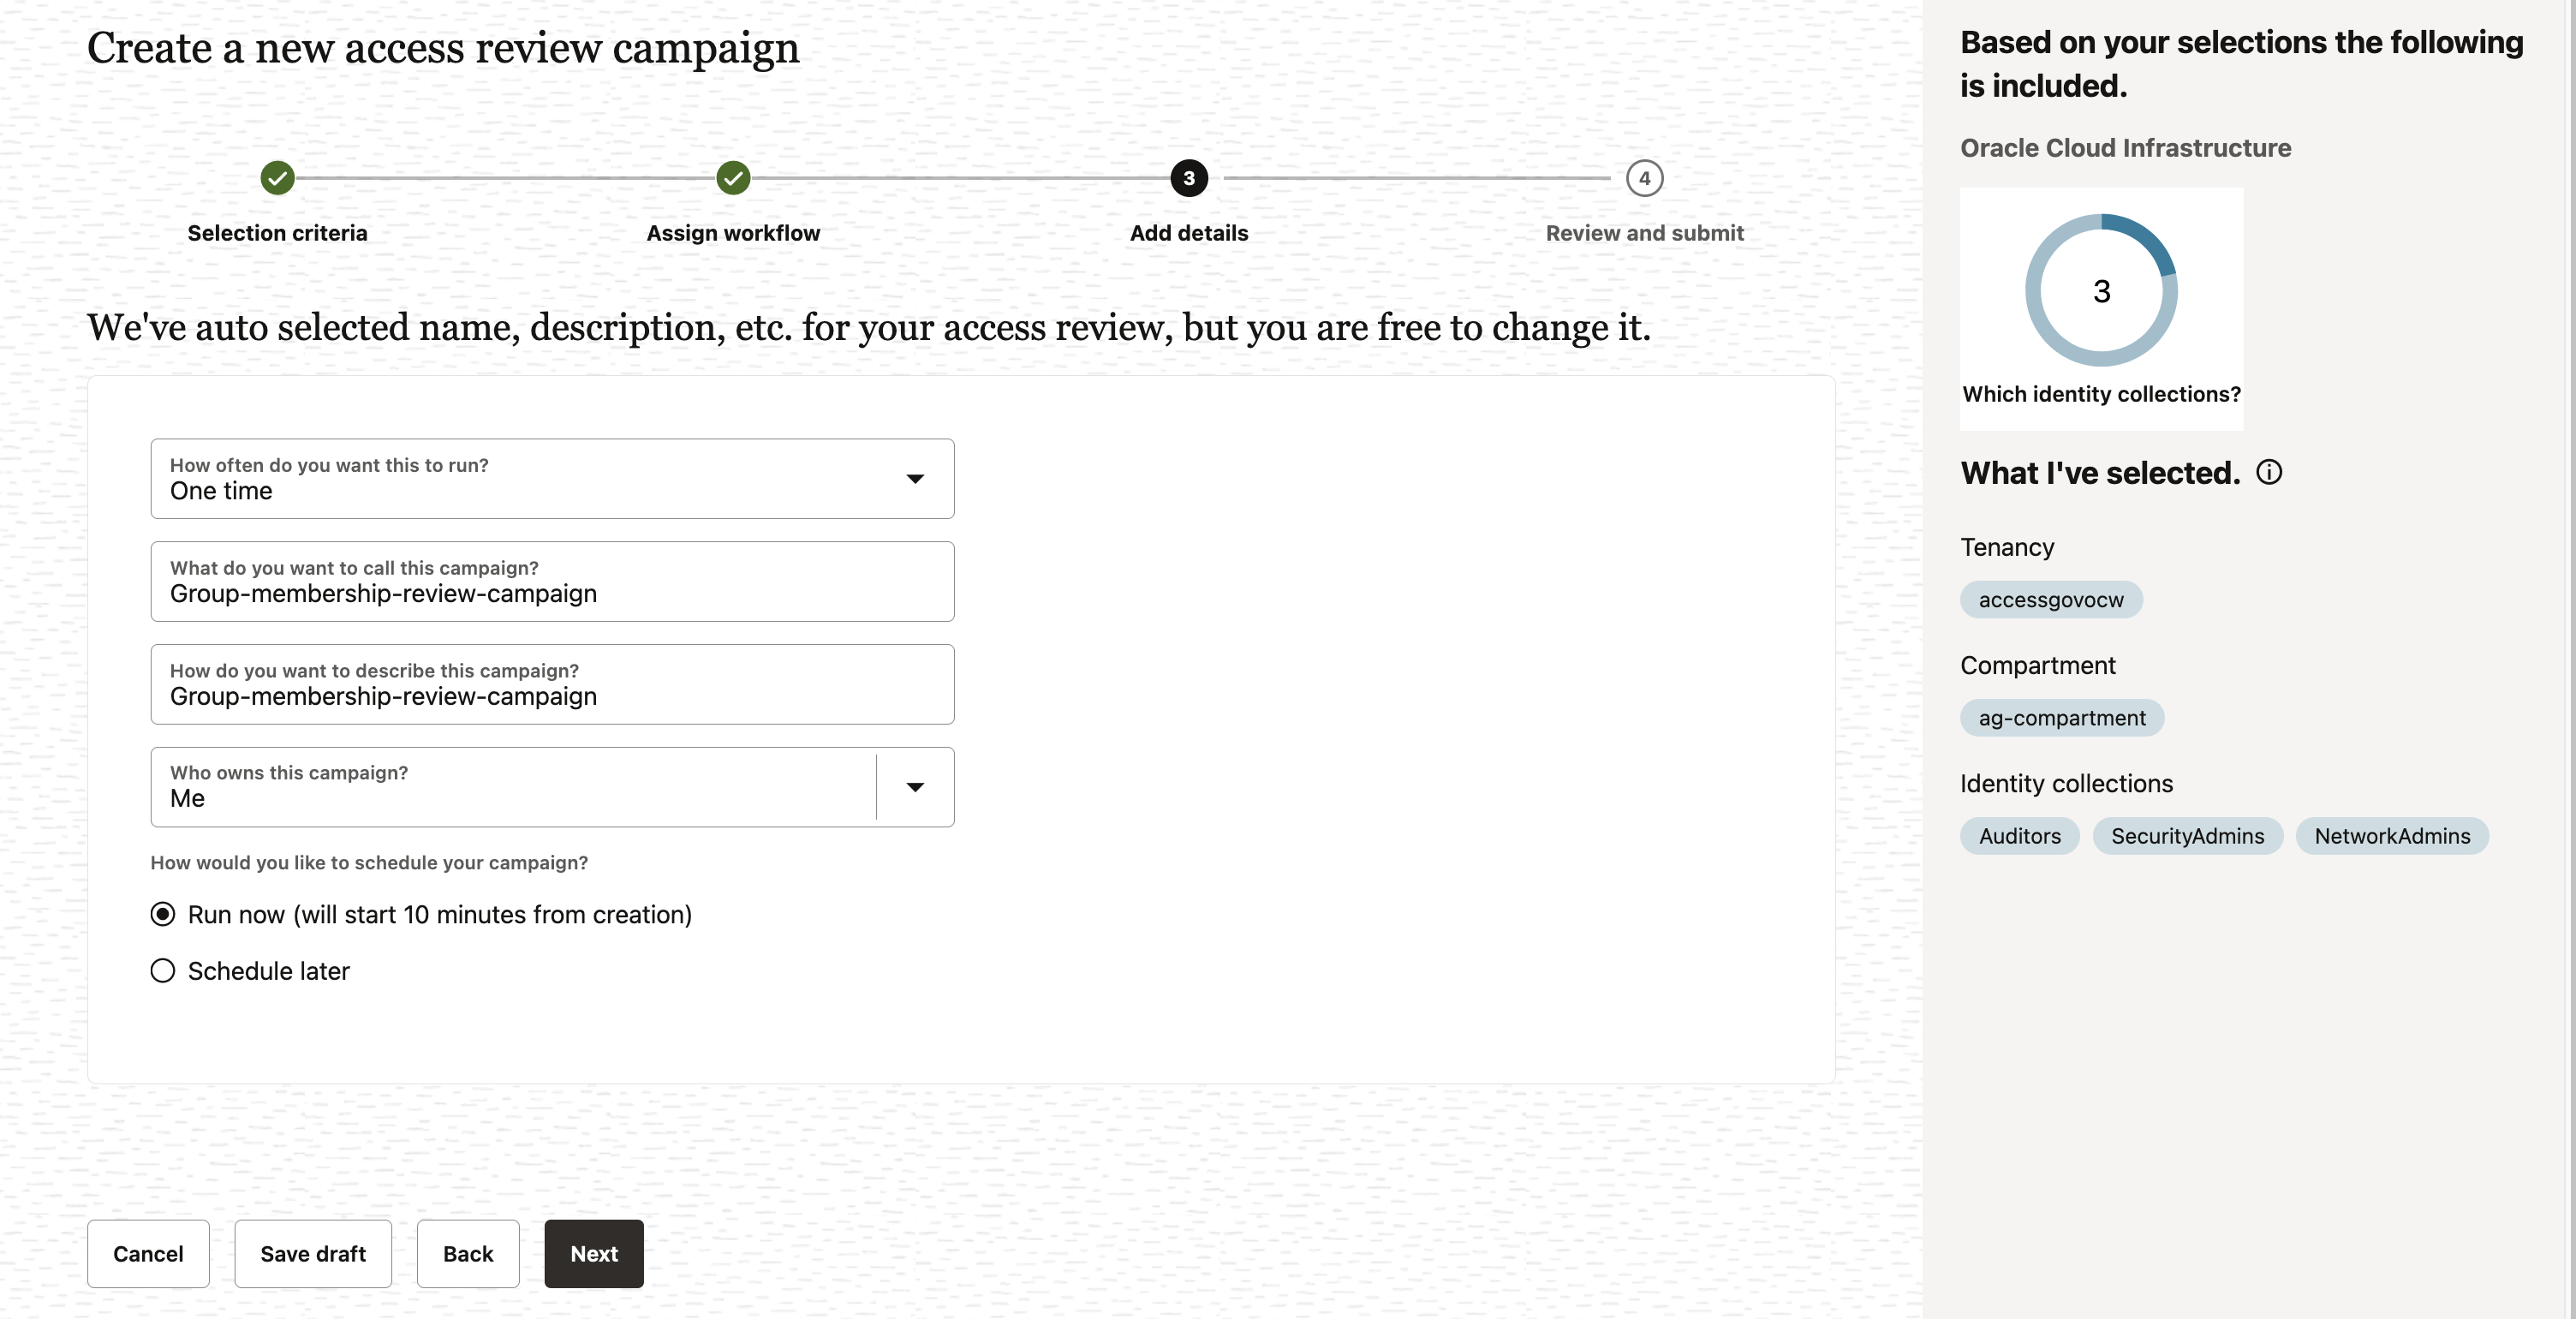 Create a new access review campaign
3
4
Selection criteria
Assign workflow
Add details
Review and submit
We've auto selected name, description, etc. for your access review, but you are free to change it.
How often do you want this to run?
One time
What do you want to call this campaign?
Group-membership-review-campaign
How do you want to describe this campaign?
Group-membership-review-campaign
Who owns this campaign?
Me
How would you like to schedule your campaign?
Run now (will start 10 minutes from creation)
Schedule later
Cancel
Save draft
Back
Next
Based on your selections the following
is included.
Oracle Cloud Infrastructure
3
Which identity collections?
What I've selected.
Tenancy
accessgovocw
Compartment
ag-compartment
Identity collections
Auditors
SecurityAdmins
NetworkAdmins